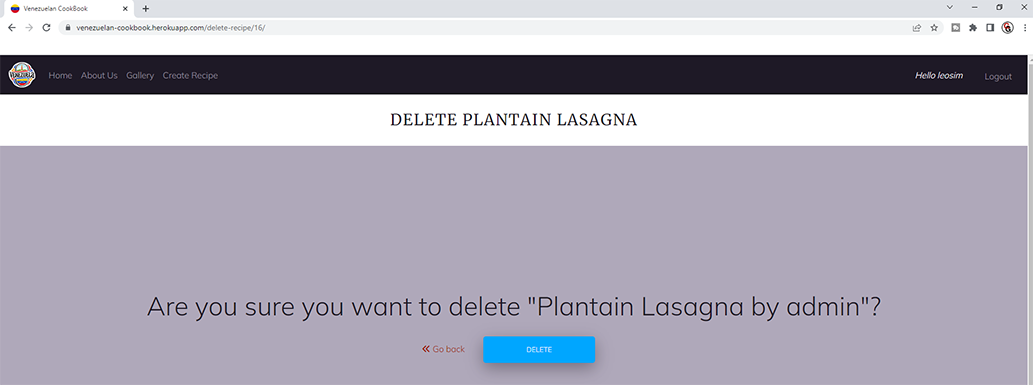 Venezuelan CookBook
venezuelan-cookbook.herokuapp.com/delete-recipe/16/
VENEZUELA
Home About Us Gallery Create Recipe Hello leosim Logout
DELETE PLANTAIN LASAGNA
Are you sure you want to delete "Plantain Lasagna by admin"?
« Go back DELETE